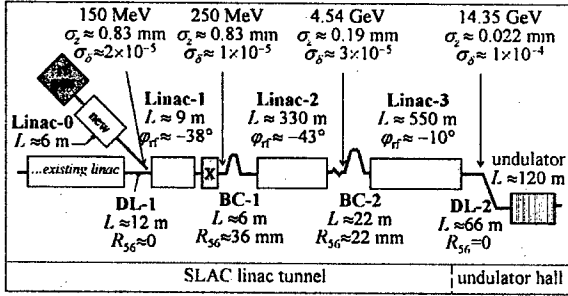 150 MeV
σz ≈ 0.83 mm
σδ ≈ 2×10⁻⁵
250 MeV
σz ≈ 0.83 mm
σδ ≈ 1×10⁻⁵
4.54 GeV
σz ≈ 0.19 mm
σδ ≈ 3×10⁻⁵
14.35 GeV
σz ≈ 0.022 mm
σδ ≈ 1×10⁻⁴
Linac-0
L ≈6 m
new
Linac-1
L ≈ 9 m
φrf ≈ −38°
Linac-2
L ≈ 330 m
φrf ≈ −43°
Linac-3
L ≈ 550 m
φrf ≈ −10°
undulator
L ≈120 m
...existing linac
X
DL-1
L ≈12 m
R56 ≈0
BC-1
L ≈6 m
R56≈36 mm
BC-2
L ≈22 m
R56≈22 mm
DL-2
L ≈66 m
R56=0
SLAC linac tunnel
undulator hall